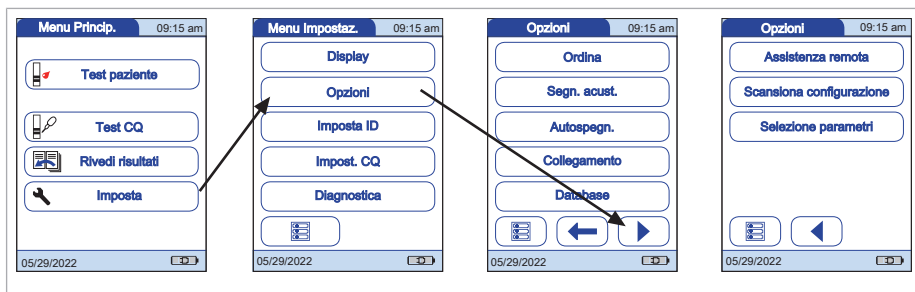 Menu Princip. 09:15 am
Test paziente
Test CQ
Rivedi risultati
Imposta
05/29/2022
Menu Impostaz. 09:15 am
Display
Opzioni
Imposta ID
Impost. CQ
Diagnostica
05/29/2022
Opzioni 09:15 am
Ordina
Segn. acust.
Autospegn.
Collegamento
Database
05/29/2022
Opzioni 09:15 am
Assistenza remota
Scansiona configurazione
Selezione parametri
05/29/2022